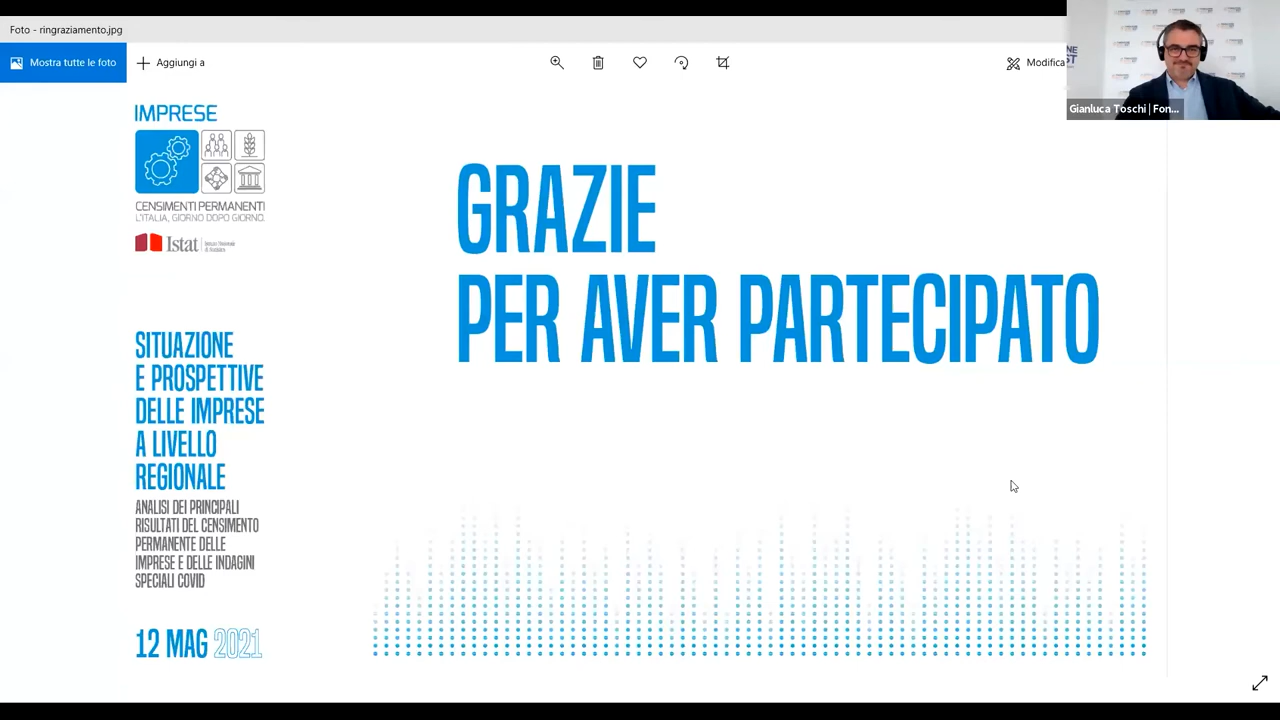 Foto - ringraziamento.jpg
Mostra tutte le foto
Aggiungi a
Modifica
Gianluca Toschi | Fon...
IMPRESE
CENSIMENTI PERMANENTI
L'ITALIA, GIORNO DOPO GIORNO.
Istat
GRAZIE
PER AVER PARTECIPATO
SITUAZIONE
E PROSPETTIVE
DELLE IMPRESE
A LIVELLO
REGIONALE
ANALISI DEI PRINCIPALI
RISULTATI DEL CENSIMENTO
PERMANENTE DELLE
IMPRESE E DELLE INDAGINI
SPECIALI COVID
12 MAG 2021